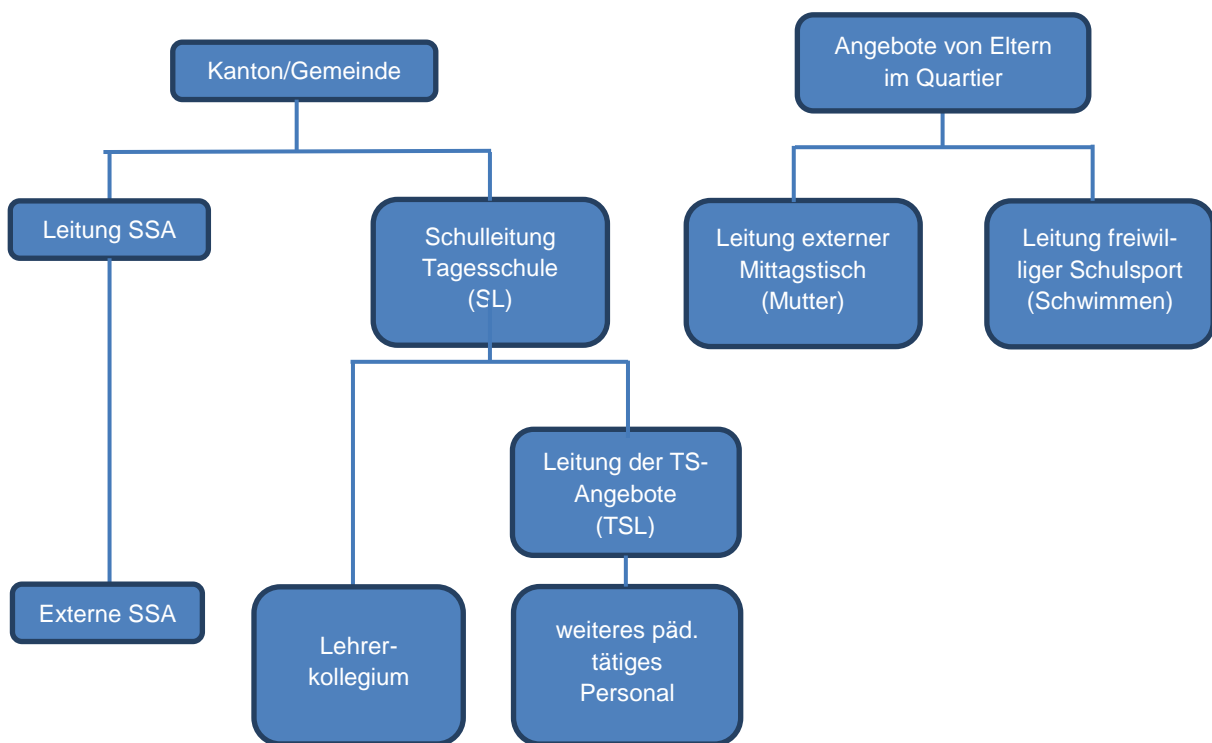 Kanton/Gemeinde
Angebote von Eltern
im Quartier
Leitung SSA
Schulleitung
Tagesschule
(SL)
Leitung externer
Mittagstisch
(Mutter)
Leitung freiwil-
liger Schulsport
(Schwimmen)
Leitung der TS-
Angebote
(TSL)
Externe SSA
Lehrer-
kollegium
weiteres päd.
tätiges
Personal